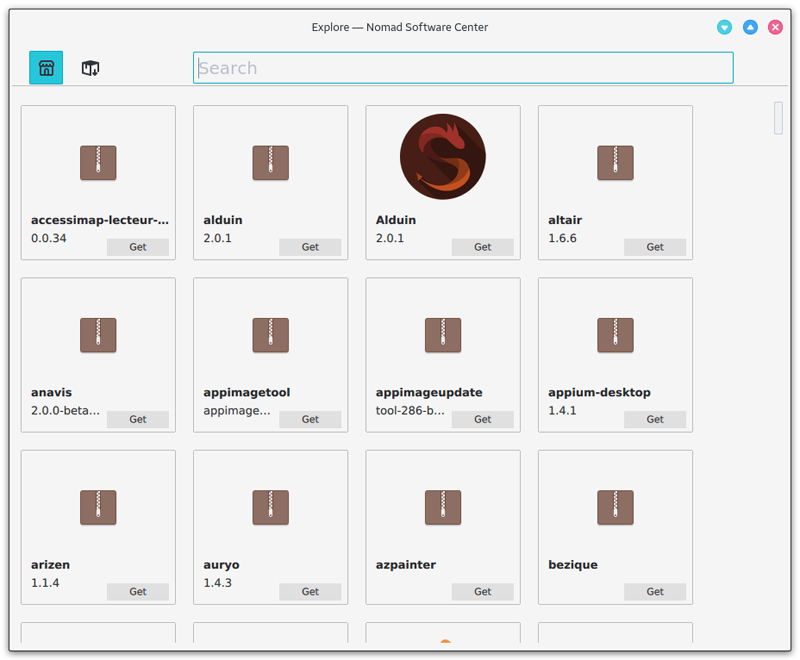 Explore — Nomad Software Center
Search
accessimap-lecteur-...
0.0.34
Get
alduin
2.0.1
Get
Alduin
2.0.1
Get
altair
1.6.6
Get
anavis
2.0.0-beta...
Get
appimagetool
appimage...
Get
appimageupdate
tool-286-b...
Get
appium-desktop
1.4.1
Get
arizen
1.1.4
Get
auryo
1.4.3
Get
azpainter
Get
bezique
Get